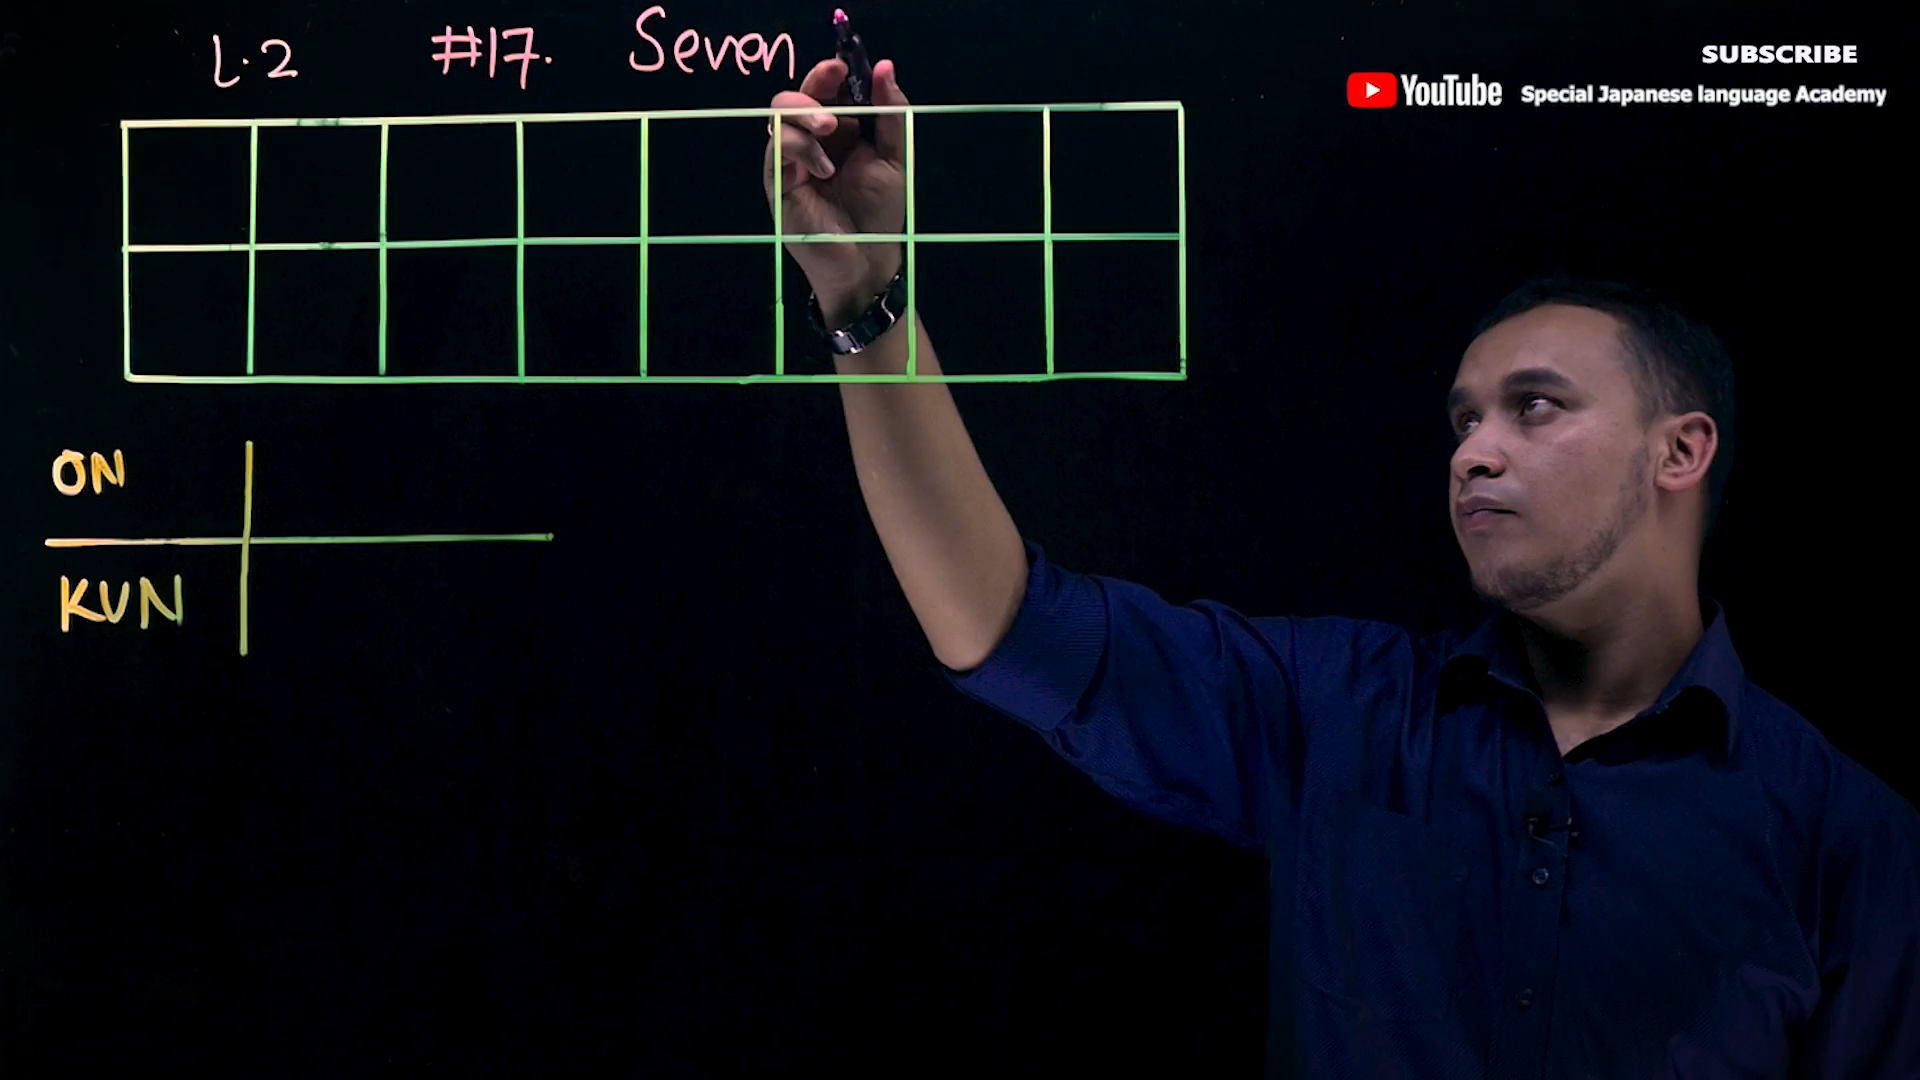 L.2 #17. Seven
SUBSCRIBE
YouTube Special Japanese language Academy
ON
KUN